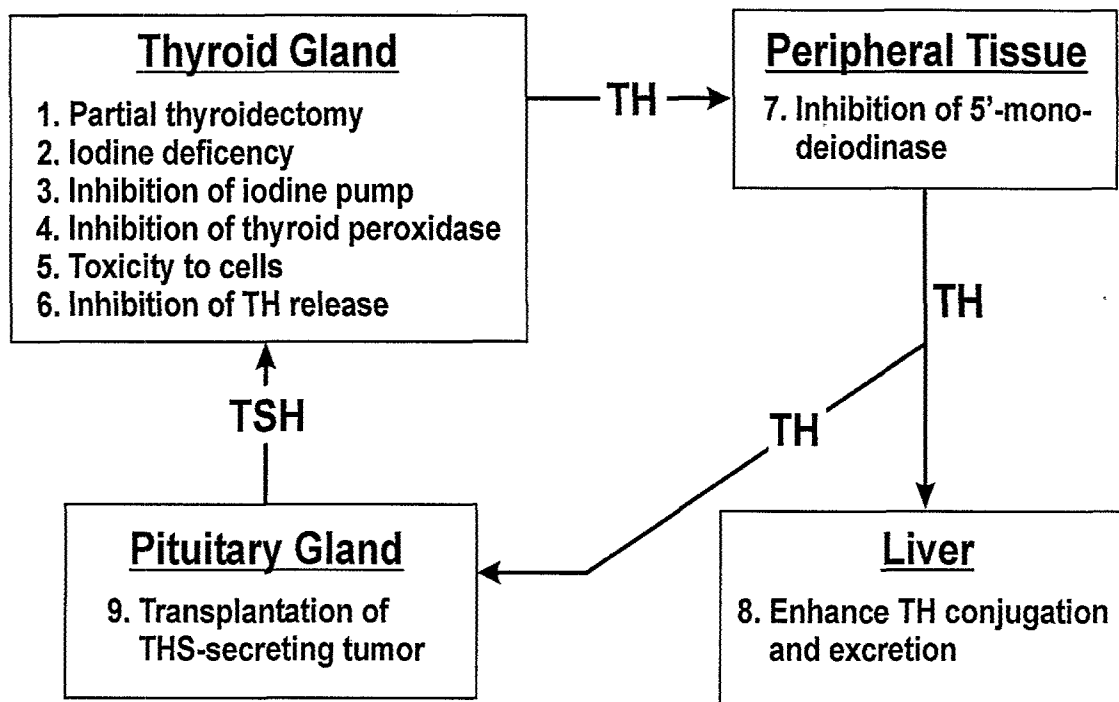 Thyroid Gland
1. Partial thyroidectomy
2. Iodine deficency
3. Inhibition of iodine pump
4. Inhibition of thyroid peroxidase
5. Toxicity to cells
6. Inhibition of TH release
TH
Peripheral Tissue
7. Inhibition of 5'-mono-
deiodinase
TH
TH
TSH
Pituitary Gland
9. Transplantation of
THS-secreting tumor
Liver
8. Enhance TH conjugation
and excretion